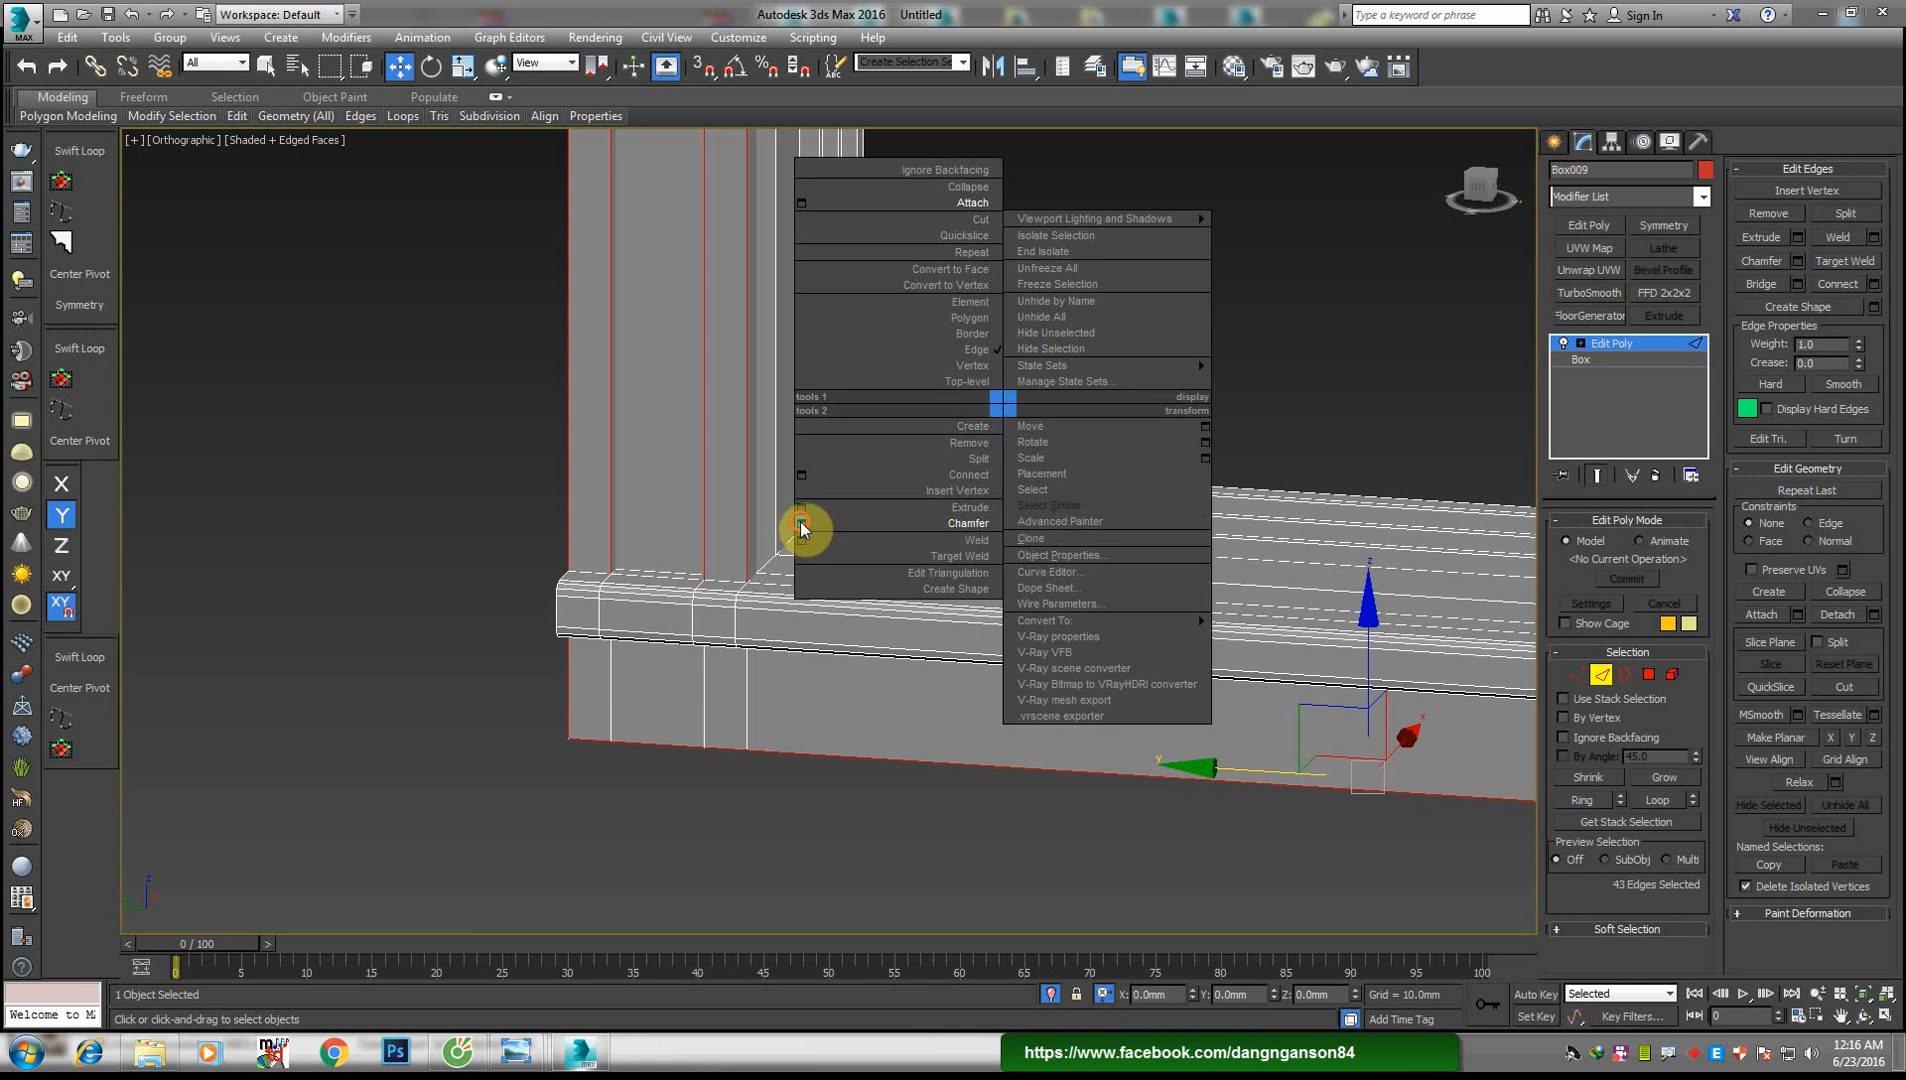 Workspace: Default
Autodesk 3ds Max 2016 Untitled
Type a keyword or phrase
Sign In
MAX
Edit Tools Group Views Create Modifiers Animation Graph Editors Rendering Civil View Customize Scripting Help
All
View
Create Selection Se
Modeling Freeform Selection Object Paint Populate
Polygon Modeling Modify Selection Edit Geometry (All) Edges Loops Tris Subdivision Align Properties
[+] [Orthographic] [Shaded + Edged Faces]
Swift Loop
Center Pivot
Symmetry
Swift Loop
Center Pivot
X
Y
Z
XY
XY
Swift Loop
Center Pivot
Ignore Backfacing
Collapse
Attach
Cut
Quickslice
Repeat
Convert to Face
Convert to Vertex
Element
Polygon
Border
Edge
Vertex
Top-level
tools 1
tools 2
Create
Remove
Split
Connect
Insert Vertex
Extrude
Chamfer
Weld
Target Weld
Edit Triangulation
Create Shape
Viewport Lighting and Shadows
Isolate Selection
End Isolate
Unfreeze All
Freeze Selection
Unhide by Name
Unhide All
Hide Unselected
Hide Selection
State Sets
Manage State Sets...
display
transform
Move
Rotate
Scale
Placement
Select
Select Similar
Advanced Painter
Clone
Object Properties...
Curve Editor...
Dope Sheet...
Wire Parameters...
Convert To:
V-Ray properties
V-Ray VFB
V-Ray scene converter
V-Ray Bitmap to VRayHDRI converter
V-Ray mesh export
.vrscene exporter
z
x
y
z
Box009
Modifier List
Edit Poly Symmetry
UVW Map Lathe
Unwrap UVW Bevel Profile
TurboSmooth FFD 2x2x2
FloorGenerator Extrude
Edit Poly
Box
Edit Poly Mode
Model Animate
<No Current Operation>
Commit
Settings Cancel
Show Cage
Selection
Use Stack Selection
By Vertex
Ignore Backfacing
By Angle: 45.0
Shrink Grow
Ring Loop
Get Stack Selection
Preview Selection
Off SubObj Multi
43 Edges Selected
Soft Selection
Edit Edges
Insert Vertex
Remove Split
Extrude Weld
Chamfer Target Weld
Bridge Connect
Create Shape
Edge Properties
Weight: 1.0
Crease: 0.0
Hard Smooth
Display Hard Edges
Edit Tri. Turn
Edit Geometry
Repeat Last
Constraints
None Edge
Face Normal
Preserve UVs
Create Collapse
Attach Detach
Slice Plane Split
Slice Reset Plane
QuickSlice Cut
MSmooth Tessellate
Make Planar X Y Z
View Align Grid Align
Relax
Hide Selected Unhide All
Hide Unselected
Named Selections:
Copy Paste
Delete Isolated Vertices
Paint Deformation
< 0 / 100 >
0 5 10 15 20 25 30 35 40 45 50 55 60 65 70 75 80 85 90 95 100
1 Object Selected
X: 0.0mm Y: 0.0mm Z: 0.0mm Grid = 10.0mm
Auto Key Selected
Welcome to M
Click or click-and-drag to select objects
Add Time Tag
Set Key Key Filters... 0
Ps
MAX
https://www.facebook.com/dangnganson84
12:16 AM
6/23/2016